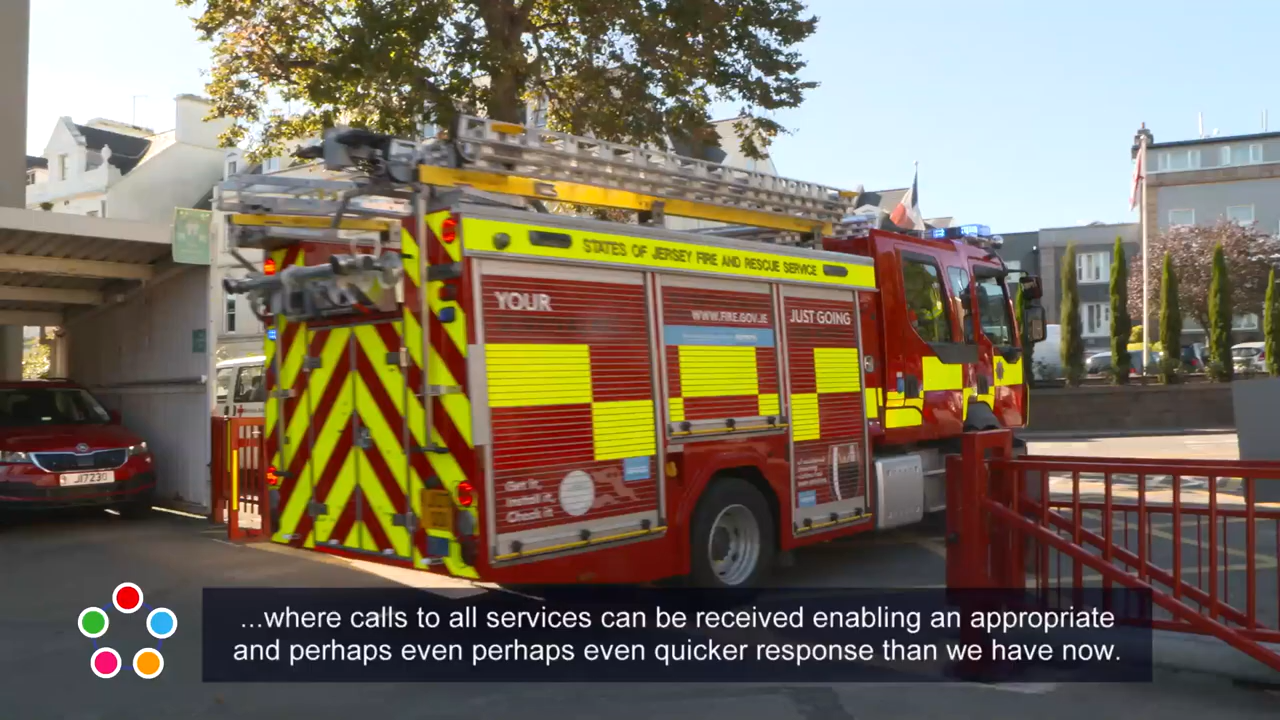 STATES OF JERSEY FIRE AND RESCUE SERVICE
YOUR
WWW.FIRE.GOV.JE
JUST GOING
Get it,
Install it,
Check it
...where calls to all services can be received enabling an appropriate
and perhaps even perhaps even quicker response than we have now.